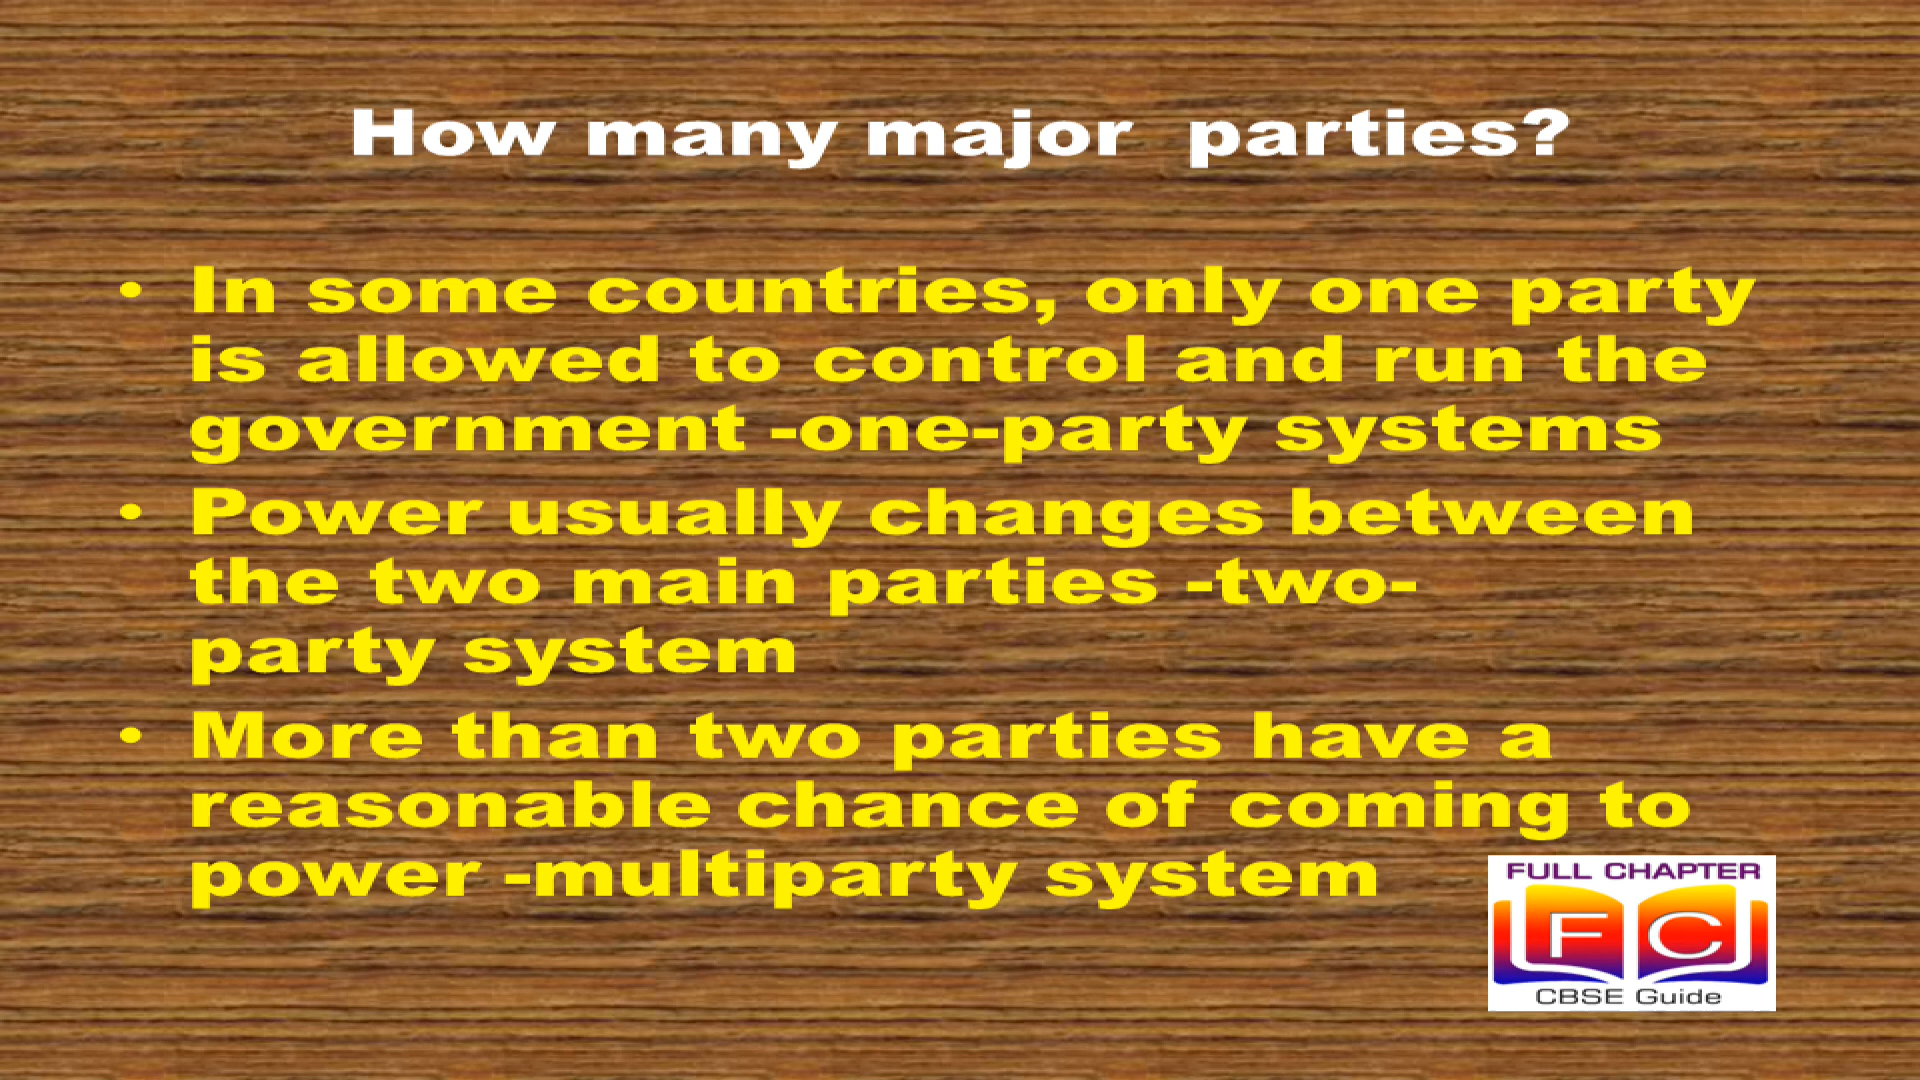 How many major parties?
• In some countries, only one party
is allowed to control and run the
government -one-party systems
• Power usually changes between
the two main parties -two-
party system
• More than two parties have a
reasonable chance of coming to
power -multiparty system
FULL CHAPTER
FC
CBSE Guide